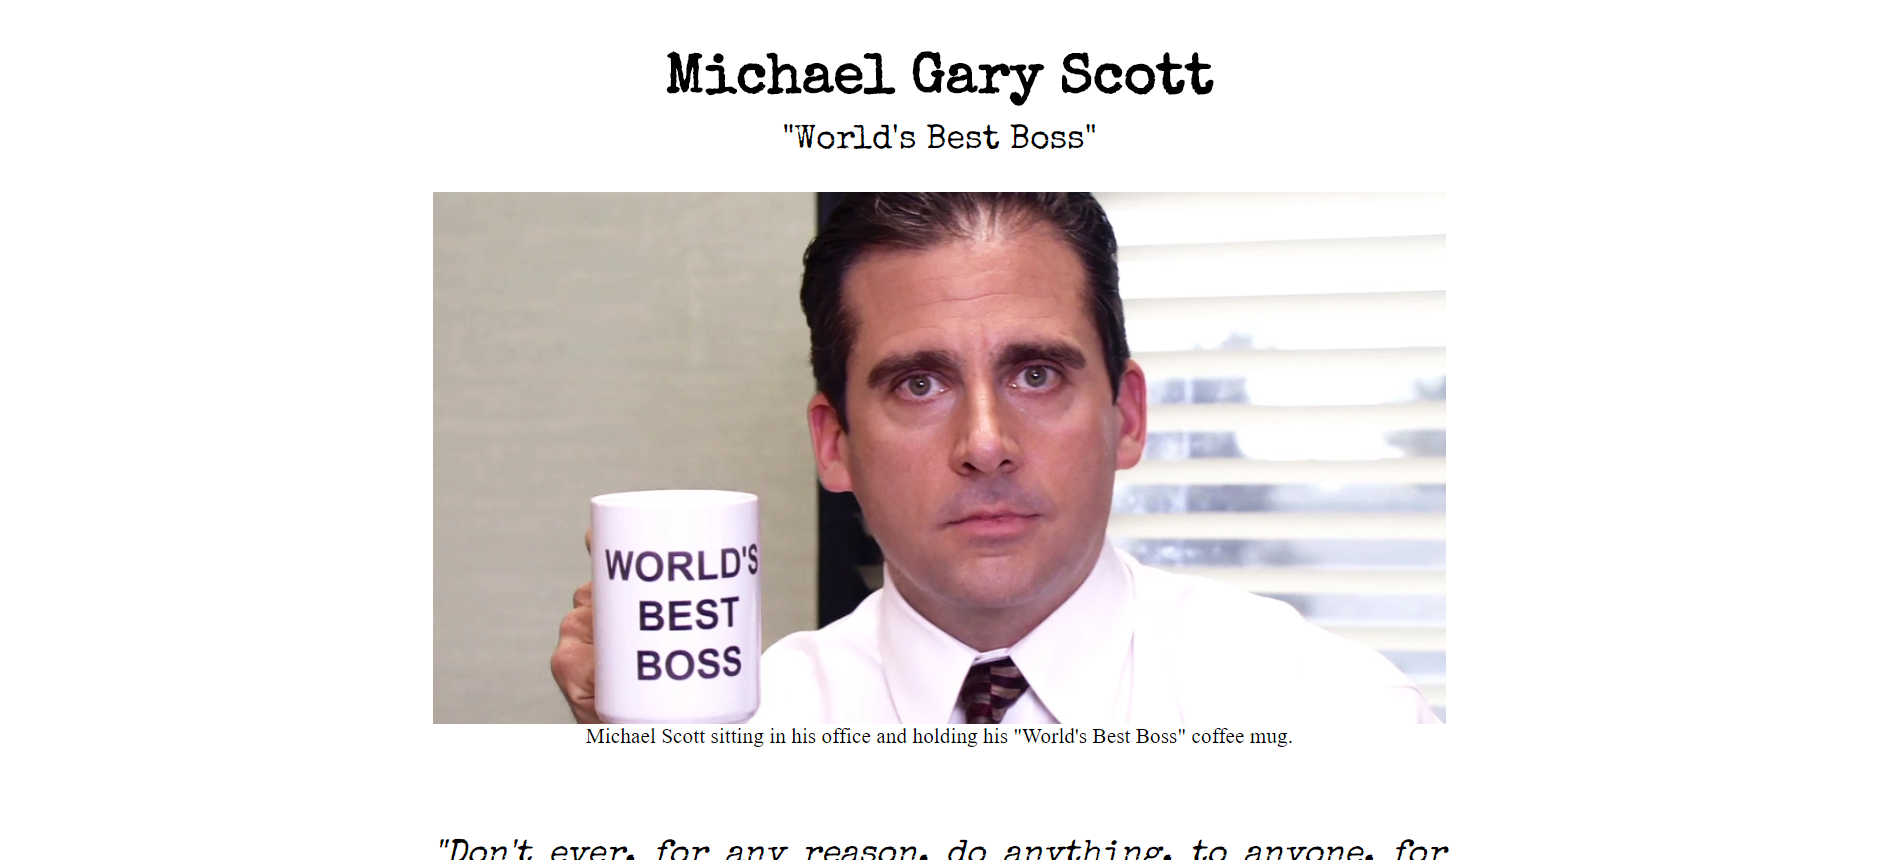 Michael Gary Scott
"World's Best Boss"
WORLD'S
BEST
BOSS
Michael Scott sitting in his office and holding his "World's Best Boss" coffee mug.
"Don't ever, for any reason, do anything, to anyone, for